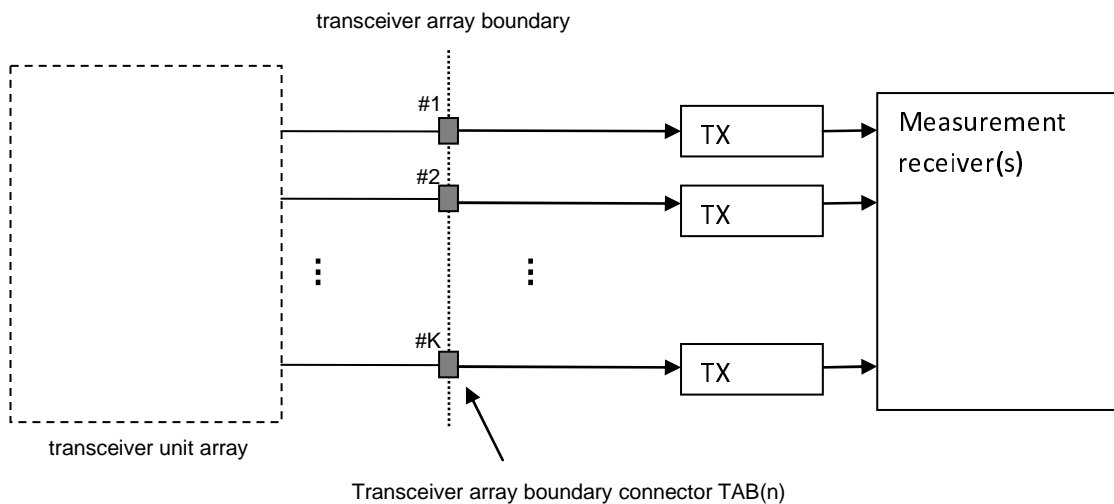 transceiver array boundary
#1
TX
Measurement
receiver(s)
#2
TX
#K
TX
transceiver unit array
Transceiver array boundary connector TAB(n)